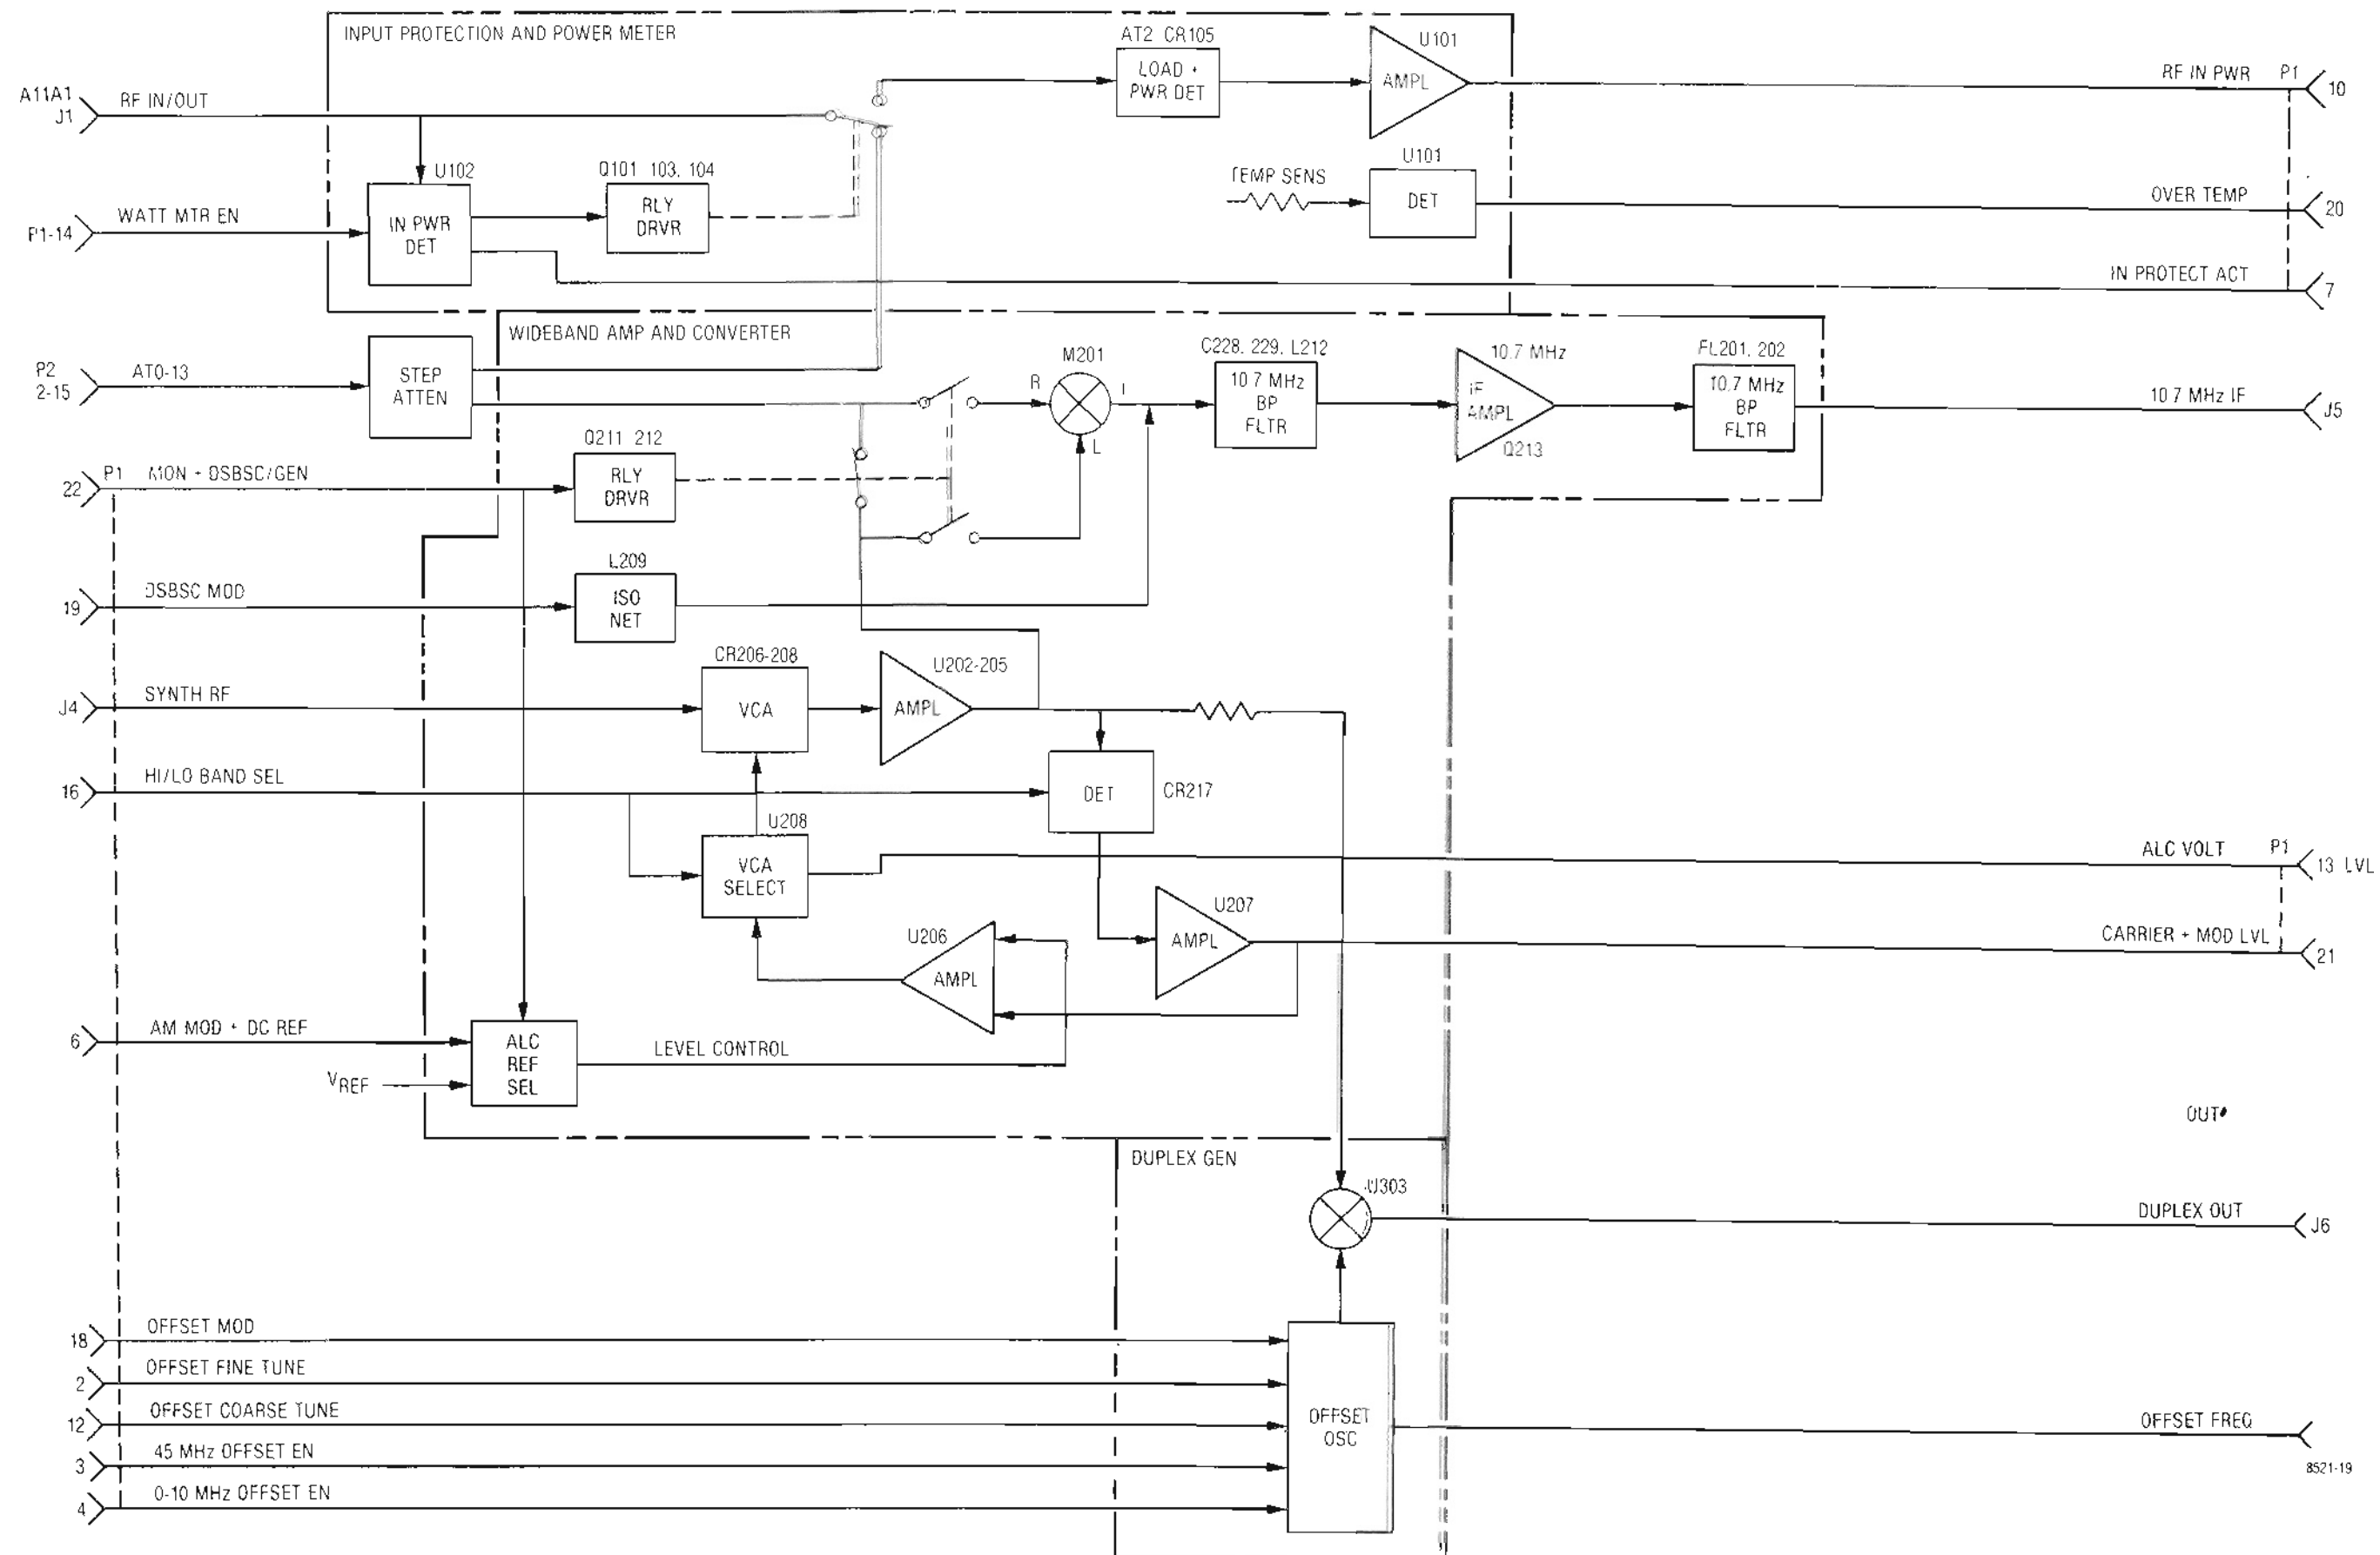 INPUT PROTECTION AND POWER METER
A11A1
J1
RF IN/OUT
AT2 CR105
LOAD +
PWR DET
U101
AMPL
RF IN PWR
P1
10
U102
IN PWR
DET
P1-14
WATT MTR EN
Q101 103, 104
RLY
DRVR
TEMP SENS
U101
DET
OVER TEMP
20
IN PROTECT ACT
7
WIDEBAND AMP AND CONVERTER
P2
2-15
AT0-13
STEP
ATTEN
M201
R
I
L
C228, 229, L212
10 7 MHz
BP
FLTR
10.7 MHz
IF
AMPL
Q213
FL201, 202
10.7 MHz
BP
FLTR
10 7 MHz IF
J5
P1
22
MON + DSBSC/GEN
Q211 212
RLY
DRVR
19
DSBSC MOD
L209
ISO
NET
J4
SYNTH RF
CR206-208
VCA
U202-205
AMPL
16
HI/LO BAND SEL
DET
CR217
U208
VCA
SELECT
ALC VOLT
P1
13 LVL
U207
AMPL
CARRIER + MOD LVL
21
U206
AMPL
6
AM MOD + DC REF
VREF
ALC
REF
SEL
LEVEL CONTROL
OUT
DUPLEX GEN
U303
DUPLEX OUT
J6
18
OFFSET MOD
2
OFFSET FINE TUNE
12
OFFSET COARSE TUNE
3
45 MHz OFFSET EN
4
0-10 MHz OFFSET EN
OFFSET
OSC
OFFSET FREQ
8521-19